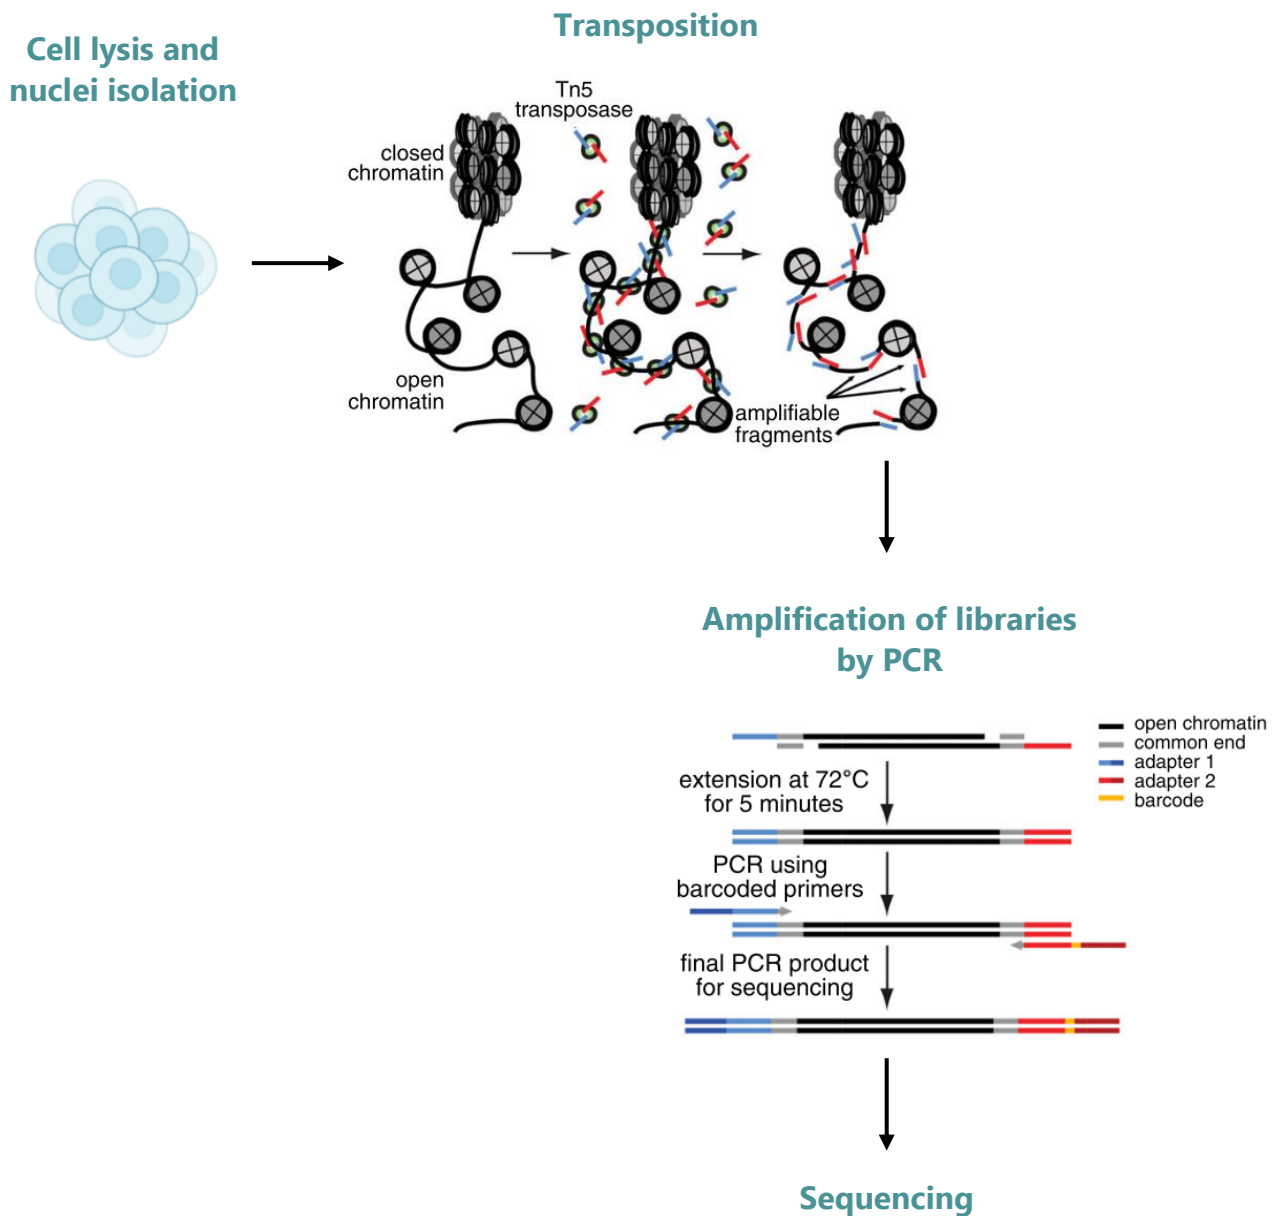 Cell lysis and
nuclei isolation
Transposition
Tn5
transposase
closed
chromatin
open
chromatin
amplifiable
fragments
Amplification of libraries
by PCR
open chromatin
common end
adapter 1
adapter 2
barcode
extension at 72°C
for 5 minutes
PCR using
barcoded primers
final PCR product
for sequencing
Sequencing